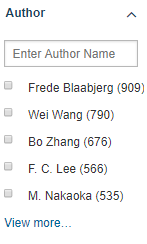 Author
Enter Author Name
Frede Blaabjerg (909)
Wei Wang (790)
Bo Zhang (676)
F. C. Lee (566)
M. Nakaoka (535)
View more...